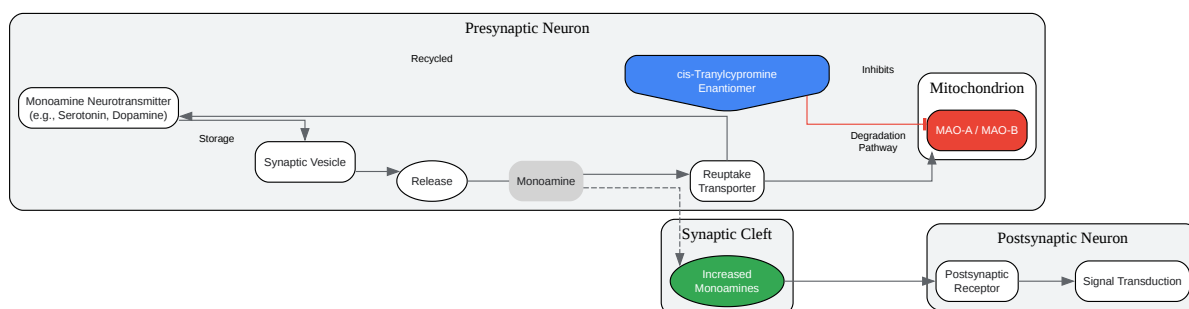 Presynaptic Neuron
Recycled
cis-Tranylcypromine
Enantiomer
Inhibits
Mitochondrion
Monoamine Neurotransmitter
(e.g., Serotonin, Dopamine)
MAO-A / MAO-B
Storage
Degradation
Pathway
Synaptic Vesicle
Release
Monoamine
Reuptake
Transporter
Synaptic Cleft
Increased
Monoamines
Postsynaptic Neuron
Postsynaptic
Receptor
Signal Transduction